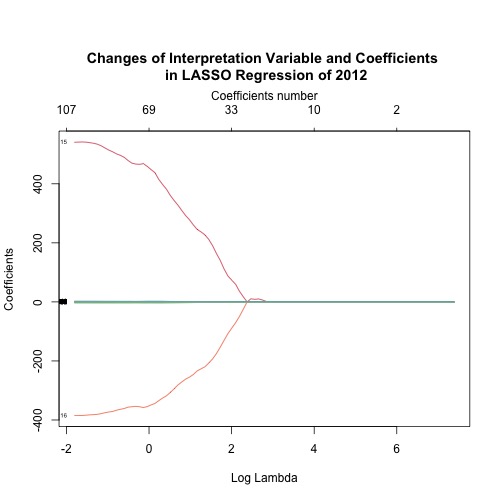 Changes of Interpretation Variable and Coefficients
in LASSO Regression of 2012
Coefficients number
107 69 33 10 2
15
400
200
0
-200
-400
16
Coefficients
-2 0 2 4 6
Log Lambda